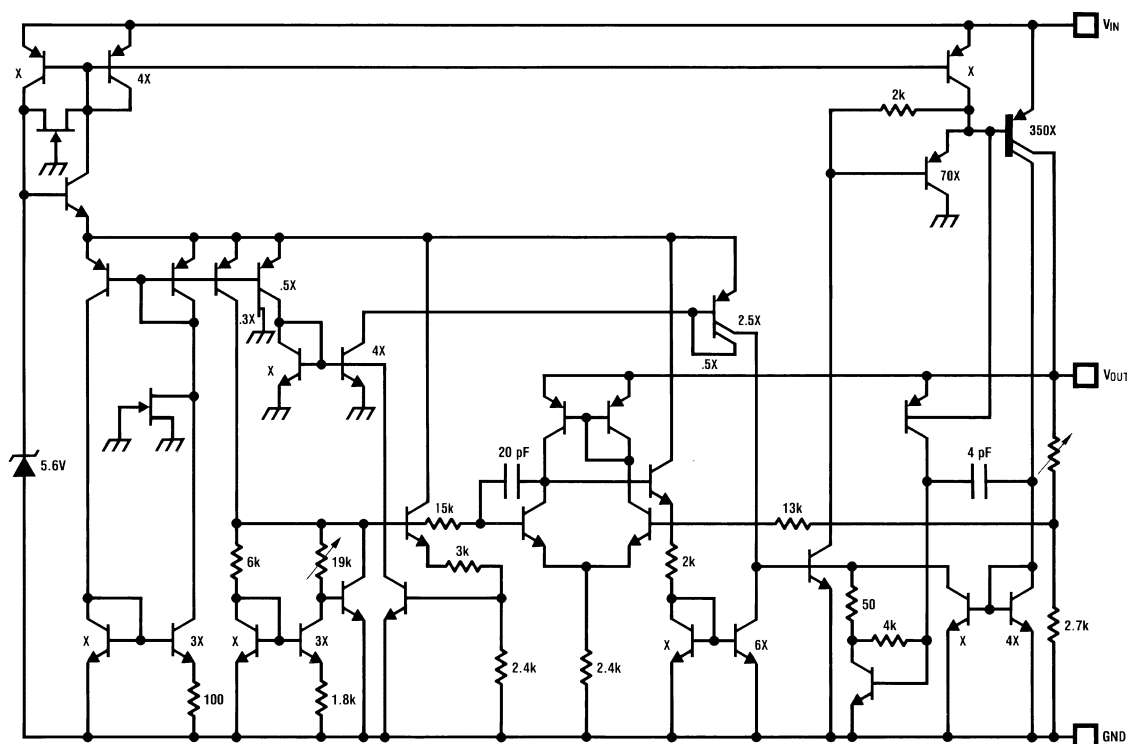 VIN
X
4X
X
2k
350X
70X
.5X
.3X
4X
X
2.5X
.5X
VOUT
5.6V
20 pF
4 pF
15k
13k
3k
6k
19k
2k
50
4k
X
3X
X
3X
X
6X
X
4X
2.7k
2.4k
2.4k
100
1.8k
GND